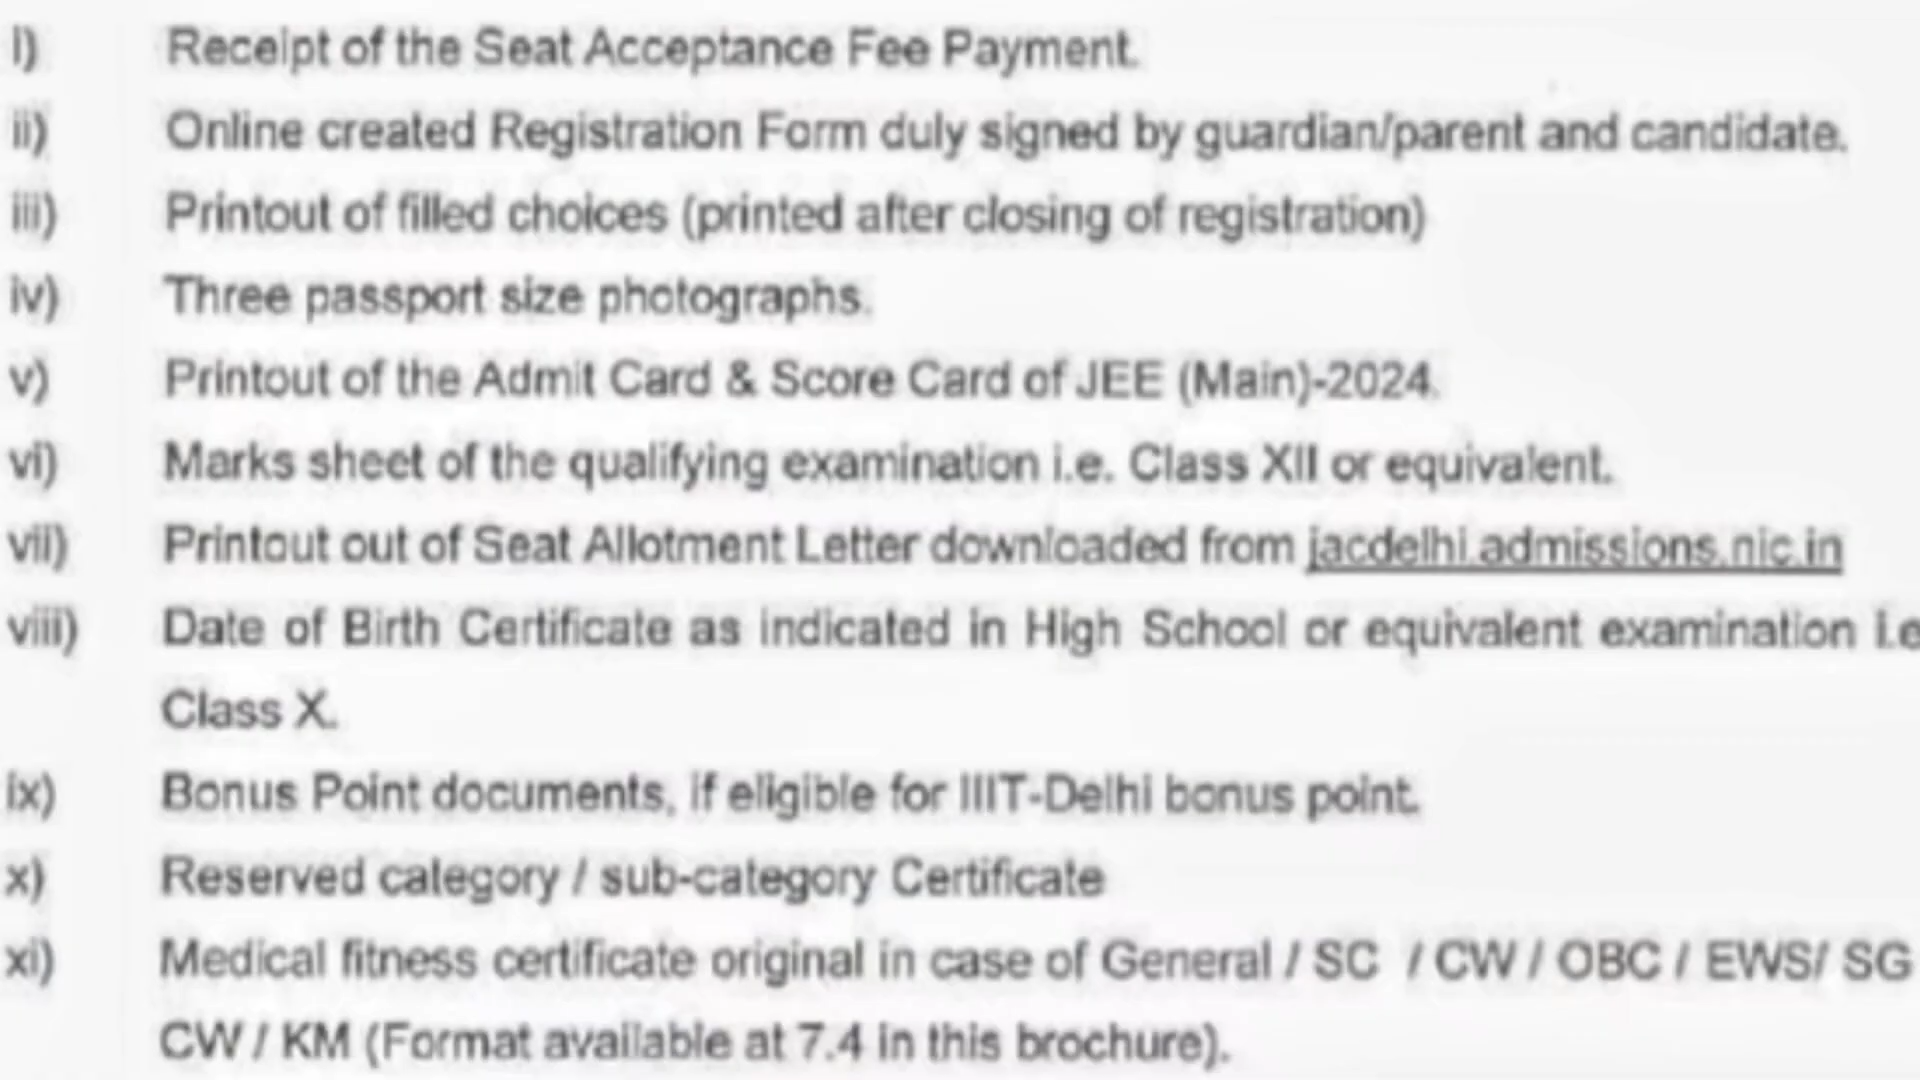 i) Receipt of the Seat Acceptance Fee Payment.
ii) Online created Registration Form duly signed by guardian/parent and candidate.
iii) Printout of filled choices (printed after closing of registration)
iv) Three passport size photographs.
v) Printout of the Admit Card & Score Card of JEE (Main)-2024.
vi) Marks sheet of the qualifying examination i.e. Class XII or equivalent.
vii) Printout out of Seat Allotment Letter downloaded from jacdelhi.admissions.nic.in
viii) Date of Birth Certificate as indicated in High School or equivalent examination i.e
Class X.
ix) Bonus Point documents, if eligible for IIIT-Delhi bonus point.
x) Reserved category / sub-category Certificate
xi) Medical fitness certificate original in case of General / SC / CW / OBC / EWS/ SG
CW / KM (Format available at 7.4 in this brochure).